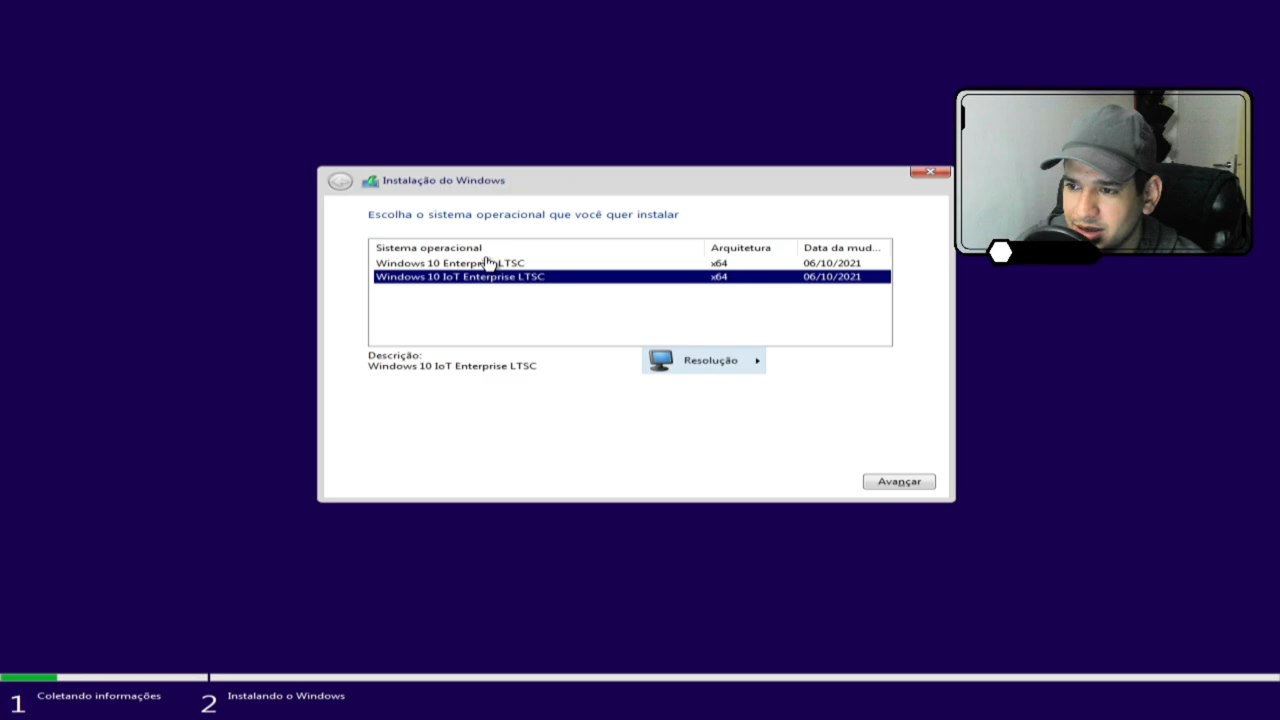 Instalação do Windows
Escolha o sistema operacional que você quer instalar
Sistema operacional Arquitetura Data da mud...
Windows 10 Enterprise LTSC x64 06/10/2021
Windows 10 IoT Enterprise LTSC x64 06/10/2021
Descrição:
Windows 10 IoT Enterprise LTSC
Resolução
Avançar
1 Coletando informações
2 Instalando o Windows